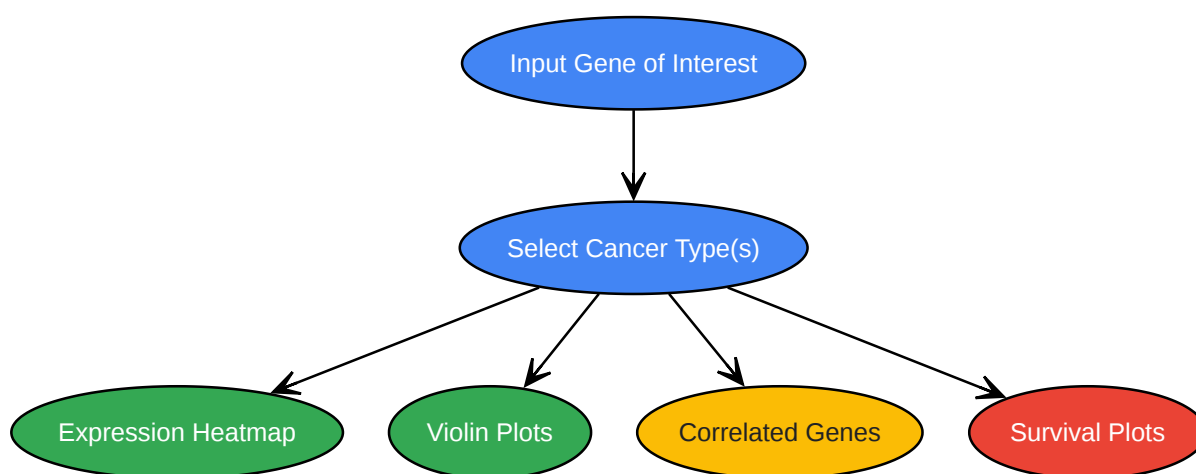 Input Gene of Interest
Select Cancer Type(s)
Expression Heatmap
Violin Plots
Correlated Genes
Survival Plots